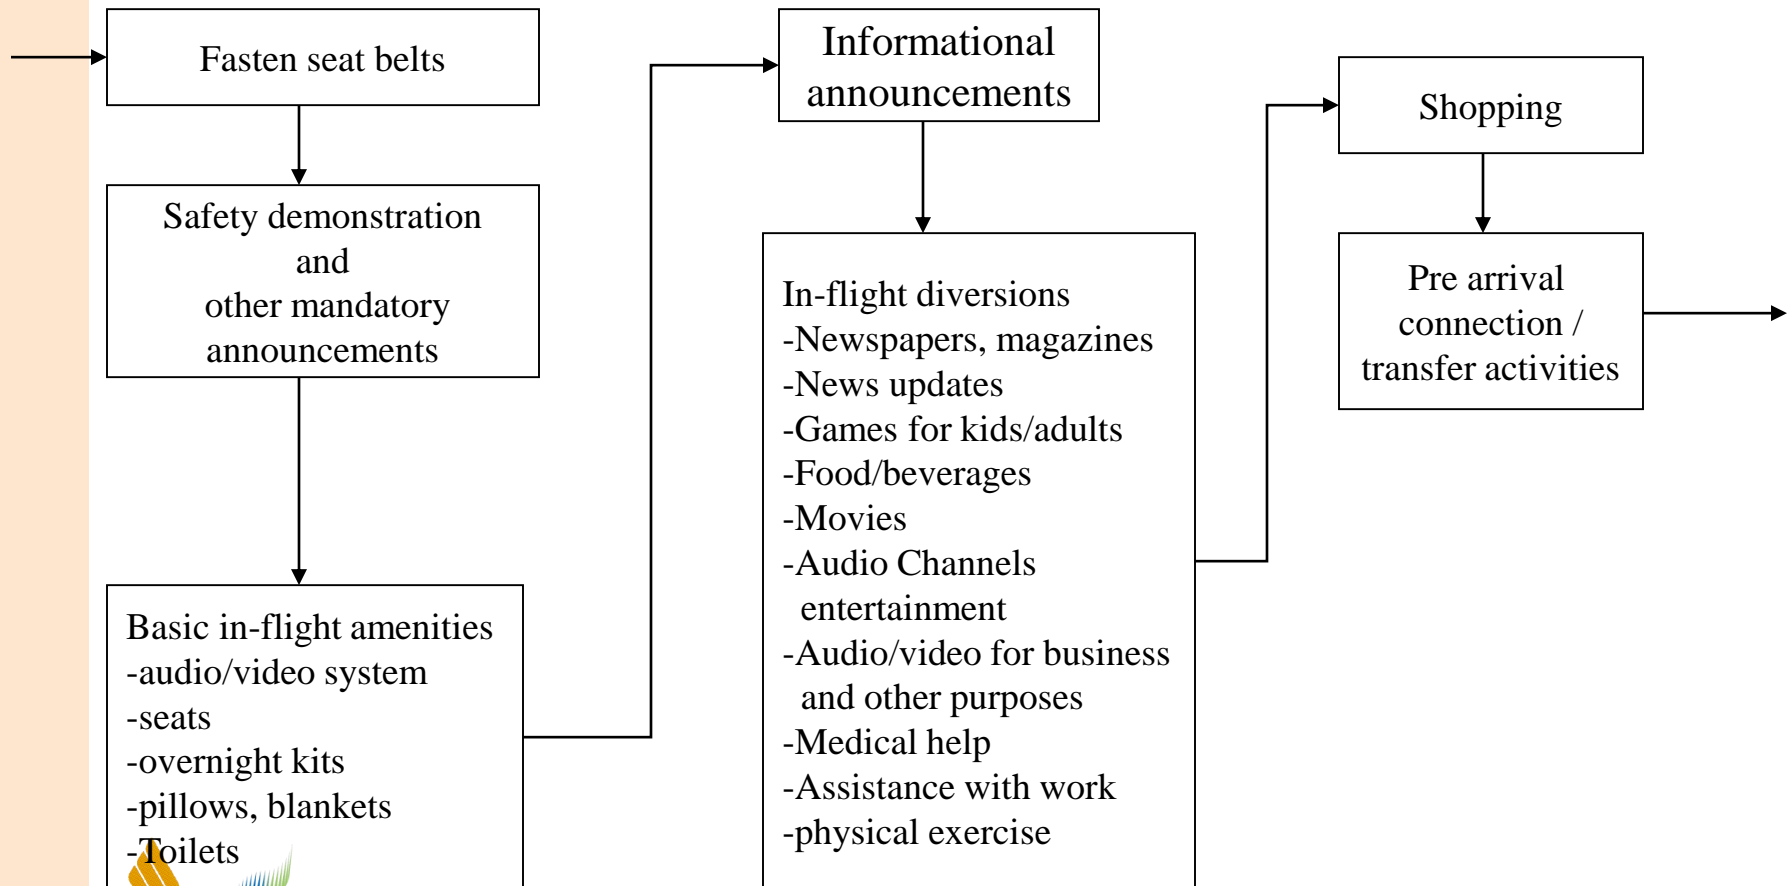 Fasten seat belts
Safety demonstration
and
other mandatory
announcements
Basic in-flight amenities
-audio/video system
-seats
-overnight kits
-pillows, blankets
-Toilets
Informational
announcements
In-flight diversions
-Newspapers, magazines
-News updates
-Games for kids/adults
-Food/beverages
-Movies
-Audio Channels
entertainment
-Audio/video for business
and other purposes
-Medical help
-Assistance with work
-physical exercise
Shopping
Pre arrival
connection /
transfer activities